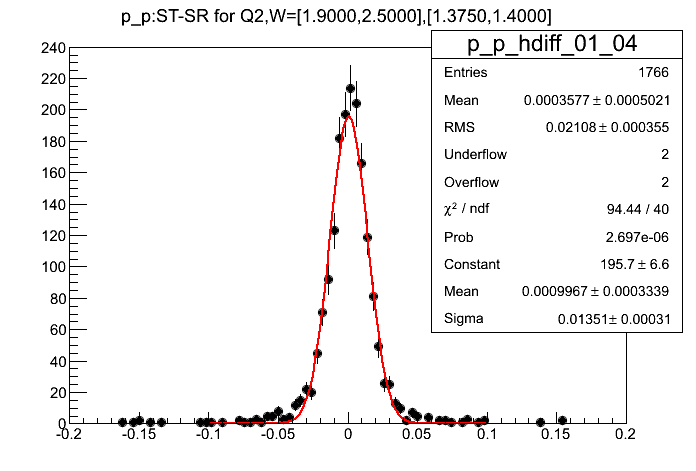 p_p:ST-SR for Q2,W=[1.9000,2.5000],[1.3750,1.4000]
p_p_hdiff_01_04
Entries 1766
Mean 0.0003577 ± 0.0005021
RMS 0.02108 ± 0.000355
Underflow 2
Overflow 2
χ² / ndf 94.44 / 40
Prob 2.697e-06
Constant 195.7 ± 6.6
Mean 0.0009967 ± 0.0003339
Sigma 0.01351 ± 0.00031
240
220
200
180
160
140
120
100
80
60
40
20
0
-0.2 -0.15 -0.1 -0.05 0 0.05 0.1 0.15 0.2